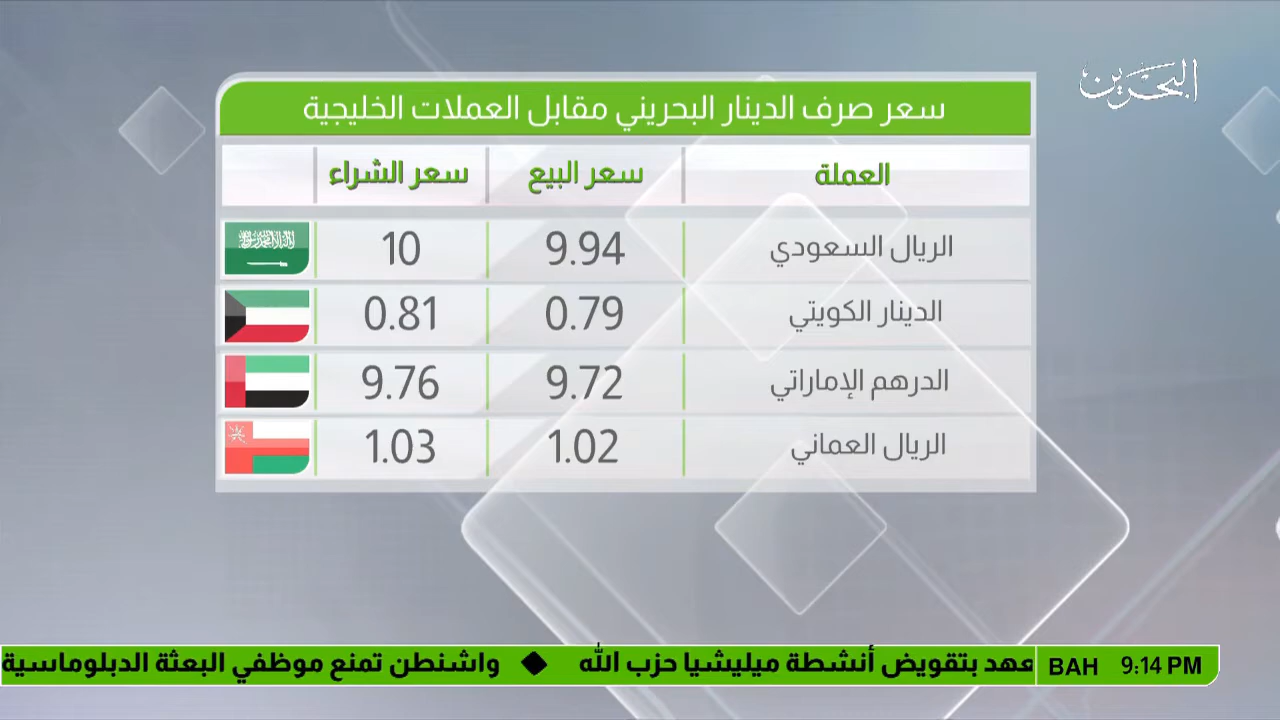 البحرين
سعر صرف الدينار البحريني مقابل العملات الخليجية
العملة سعر البيع سعر الشراء
الريال السعودي 9.94 10
الدينار الكويتي 0.79 0.81
الدرهم الإماراتي 9.72 9.76
الريال العماني 1.02 1.03
عهد بتقويض أنشطة ميليشيا حزب الله ◆ واشنطن تمنع موظفي البعثة الدبلوماسية
BAH 9:14 PM